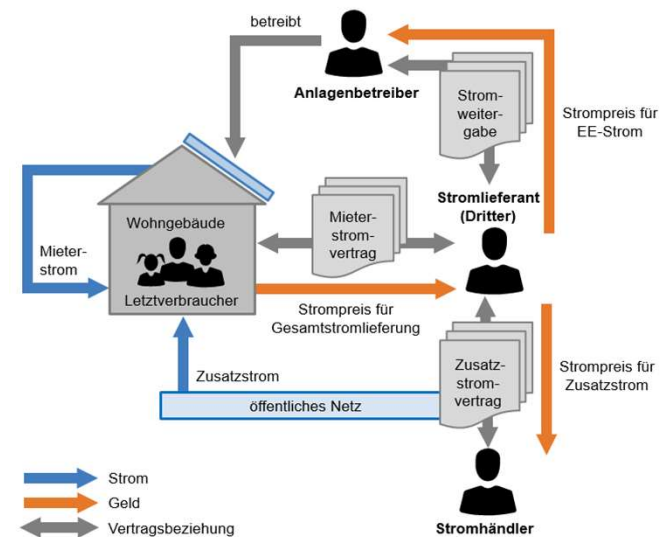 betreibt
Anlagenbetreiber
Strom-
weiter-
gabe
Strompreis für
EE-Strom
Stromlieferant
(Dritter)
Wohngebäude
Letztverbraucher
Mieter-
strom
Mieter-
strom-
vertrag
Strompreis für
Gesamtstromlieferung
Zusatzstrom
öffentliches Netz
Zusatz-
strom-
vertrag
Strompreis für
Zusatzstrom
Strom
Geld
Vertragsbeziehung
Stromhändler